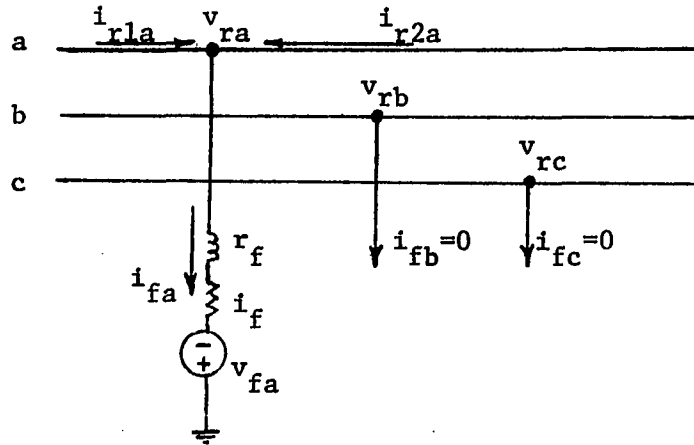 a
i_r1a
v_ra
i_r2a
b
v_rb
c
v_rc
i_fa
r_f
i_f
i_fb=0
i_fc=0
- +
v_fa